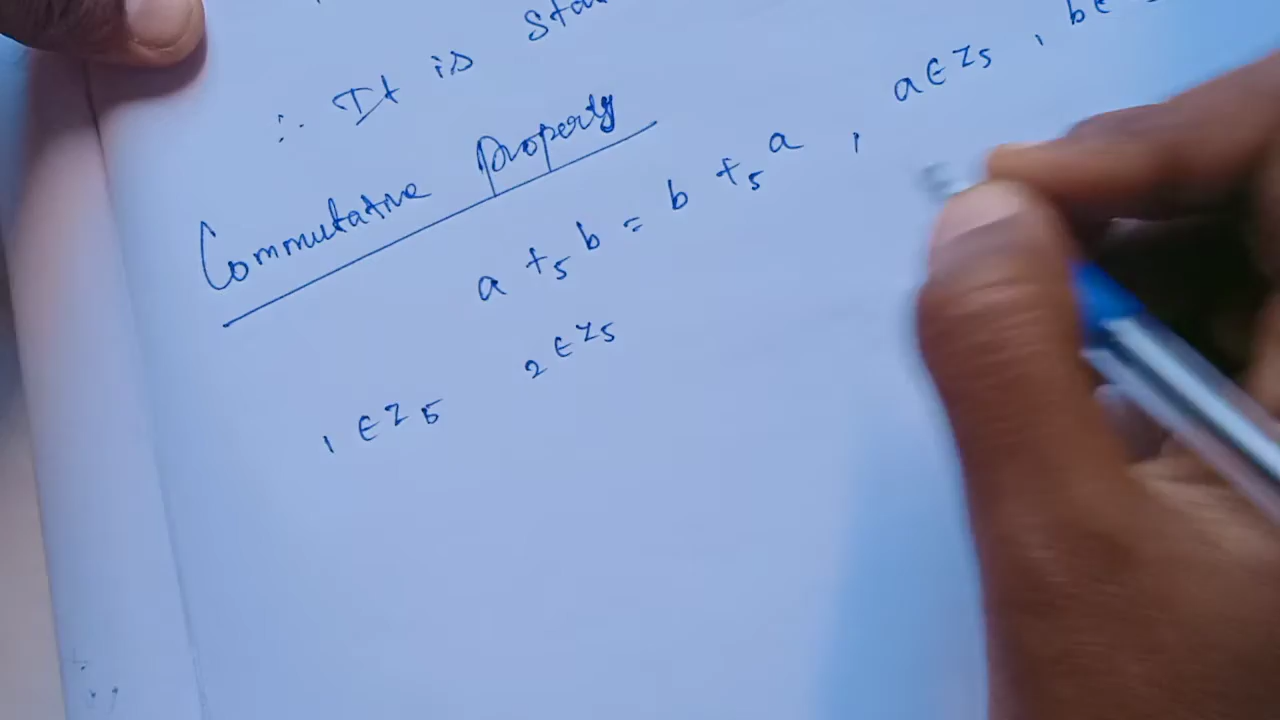 ∴ It is
Commutative Property
a +₅ b = b +₅ a , a ∈ Z₅ , b ∈
1 ∈ Z₅ 2 ∈ Z₅